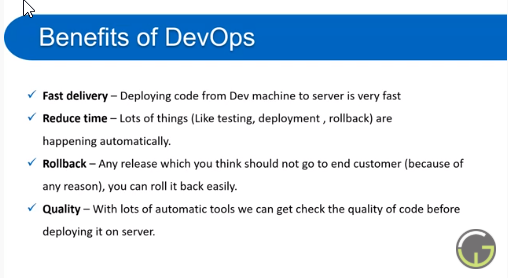 Benefits of DevOps
✓ Fast delivery – Deploying code from Dev machine to server is very fast
✓ Reduce time – Lots of things (Like testing, deployment , rollback) are
happening automatically.
✓ Rollback – Any release which you think should not go to end customer (because of
any reason), you can roll it back easily.
✓ Quality – With lots of automatic tools we can get check the quality of code before
deploying it on server.